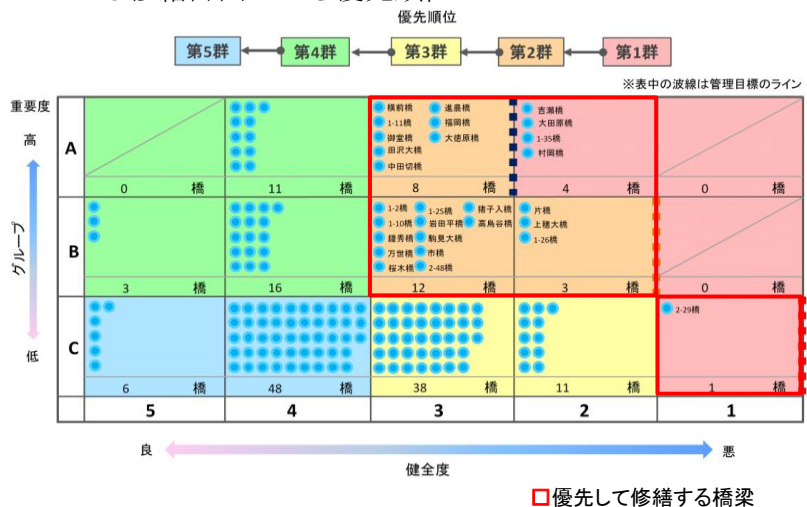 優先順位
第5群 第4群 第3群 第2群 第1群
※表中の波線は管理目標のライン
重要度
高
グループ
低
A
0 橋
11 橋
横前橋 進農橋
1-11橋 福岡橋
御堂橋 大徳原橋
田沢大橋
中田切橋
8 橋
吉瀬橋
大田原橋
1-35橋
村岡橋
4 橋
0 橋
B
3 橋
16 橋
1-2橋 1-25橋 猪子入橋
1-10橋 岩田平橋 高烏谷橋
鐘秀橋 駒見大橋
万世橋 市橋
桜木橋 2-48橋
12 橋
片橋
上穂大橋
1-26橋
3 橋
0 橋
C
6 橋
48 橋
38 橋
11 橋
2-29橋
1 橋
5 4 3 2 1
良 悪
健全度
優先して修繕する橋梁